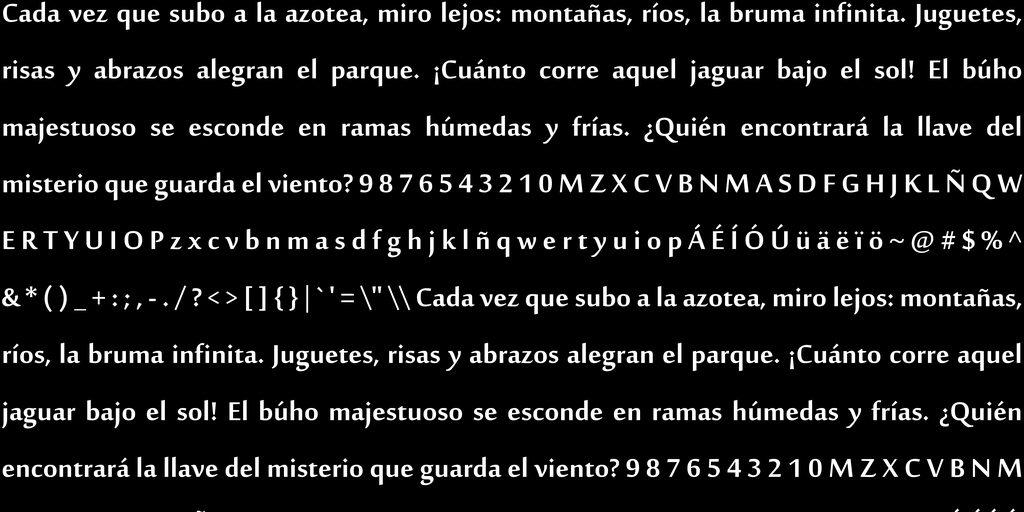 Cada vez que subo a la azotea, miro lejos: montañas, ríos, la bruma infinita. Juguetes,
risas y abrazos alegran el parque. ¡Cuánto corre aquel jaguar bajo el sol! El búho
majestuoso se esconde en ramas húmedas y frías. ¿Quién encontrará la llave del
misterio que guarda el viento? 9 8 7 6 5 4 3 2 1 0 M Z X C V B N M A S D F G H J K L Ñ Q W
E R T Y U I O P z x c v b n m a s d f g h j k l ñ q w e r t y u i o p Á É Í Ó Ú ü ä ë ï ö ~ @ # $ % ^
& * ( ) _ + : ; , - . / ? < > [ ] { } | ` ' = \" \\ Cada vez que subo a la azotea, miro lejos: montañas,
ríos, la bruma infinita. Juguetes, risas y abrazos alegran el parque. ¡Cuánto corre aquel
jaguar bajo el sol! El búho majestuoso se esconde en ramas húmedas y frías. ¿Quién
encontrará la llave del misterio que guarda el viento? 9 8 7 6 5 4 3 2 1 0 M Z X C V B N M